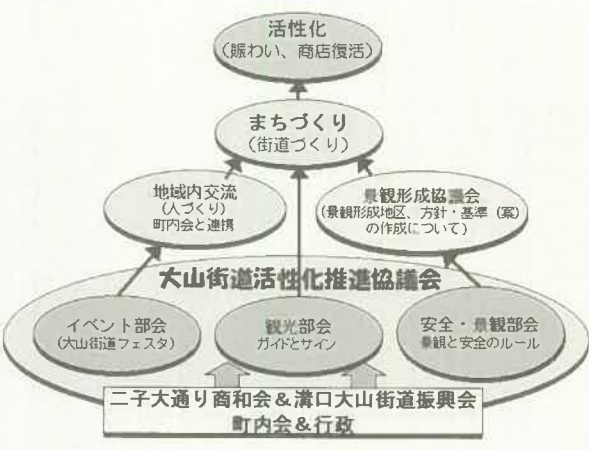 活性化
(賑わい、商店復活)
まちづくり
(街道づくり)
地域内交流
(人づくり)
町内会と連携
景観形成協議会
(景観形成地区、方針・基準(案)
の作成について)
大山街道活性化推進協議会
イベント部会
(大山街道フェスタ)
観光部会
ガイドとサイン
安全・景観部会
景観と安全のルール
二子大通り商和会&溝口大山街道振興会
町内会&行政